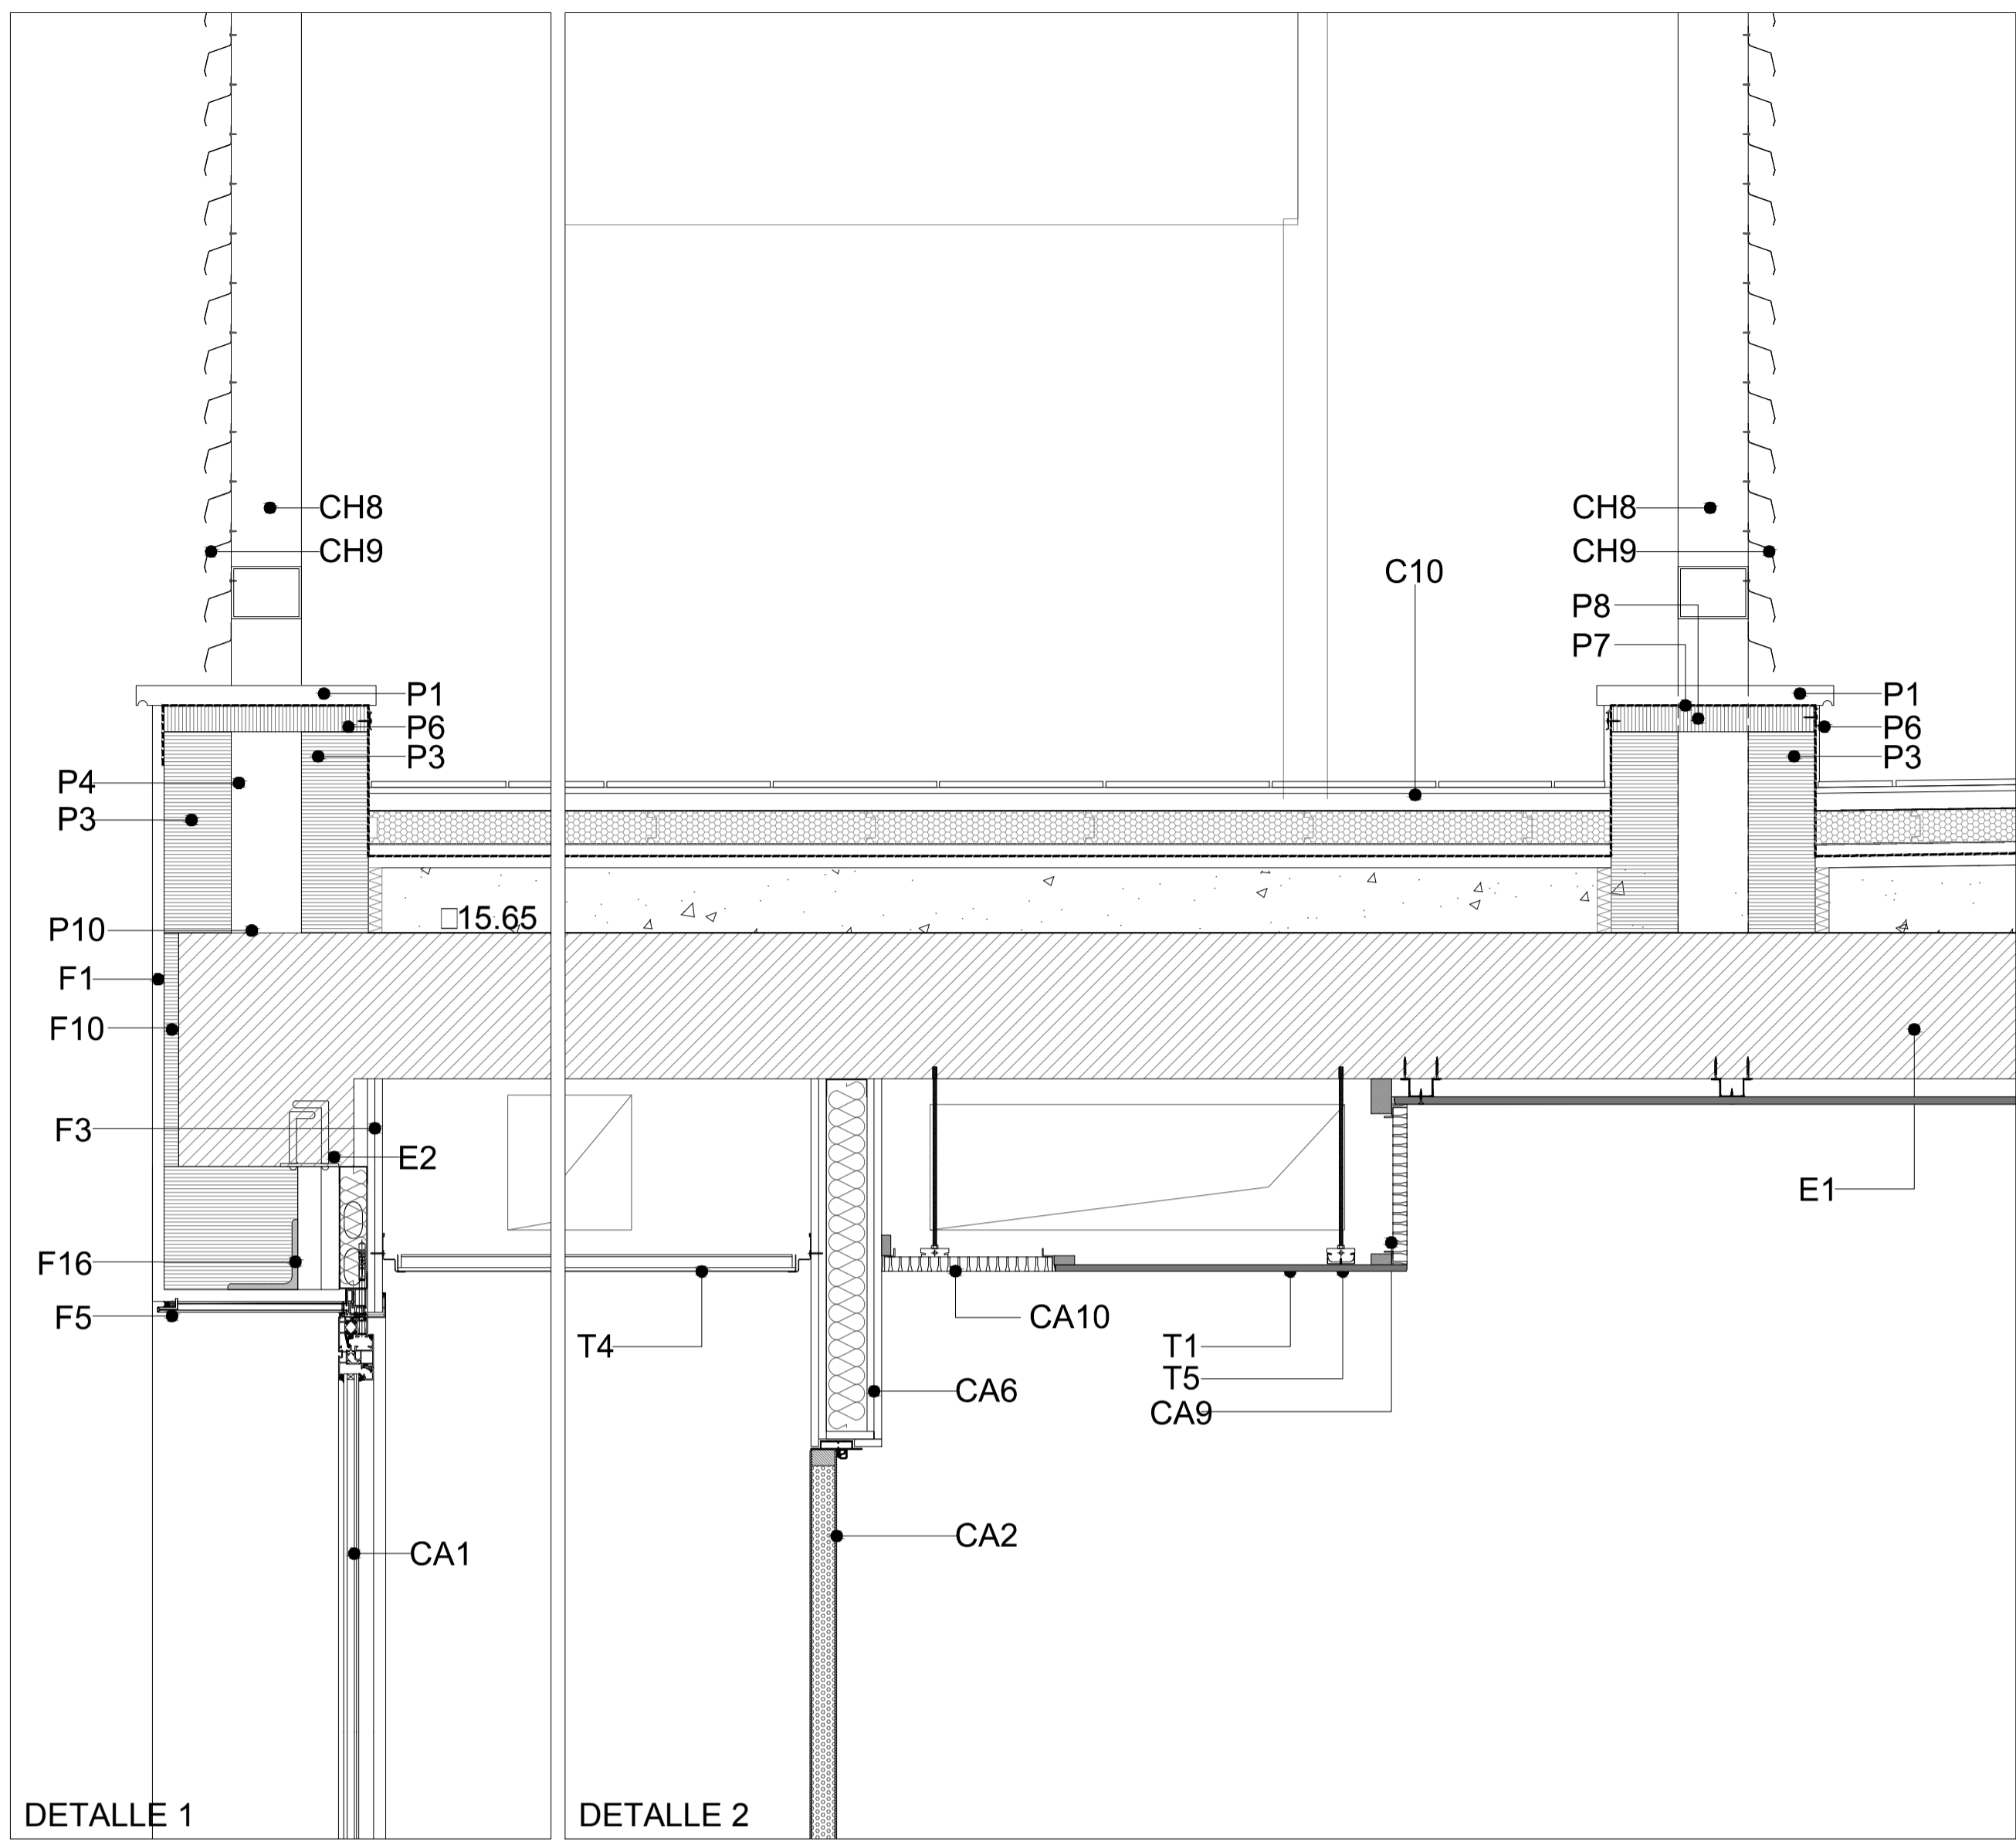 CH8
CH9
P1
P6
P3
P4
P3
P10
□15.65
F1
F10
F3
E2
F16
F5
CA1
DETALLE 1
CH8
CH9
C10
P8
P7
P1
P6
P3
E1
CA10
T4
T1
T5
CA6
CA9
CA2
DETALLE 2